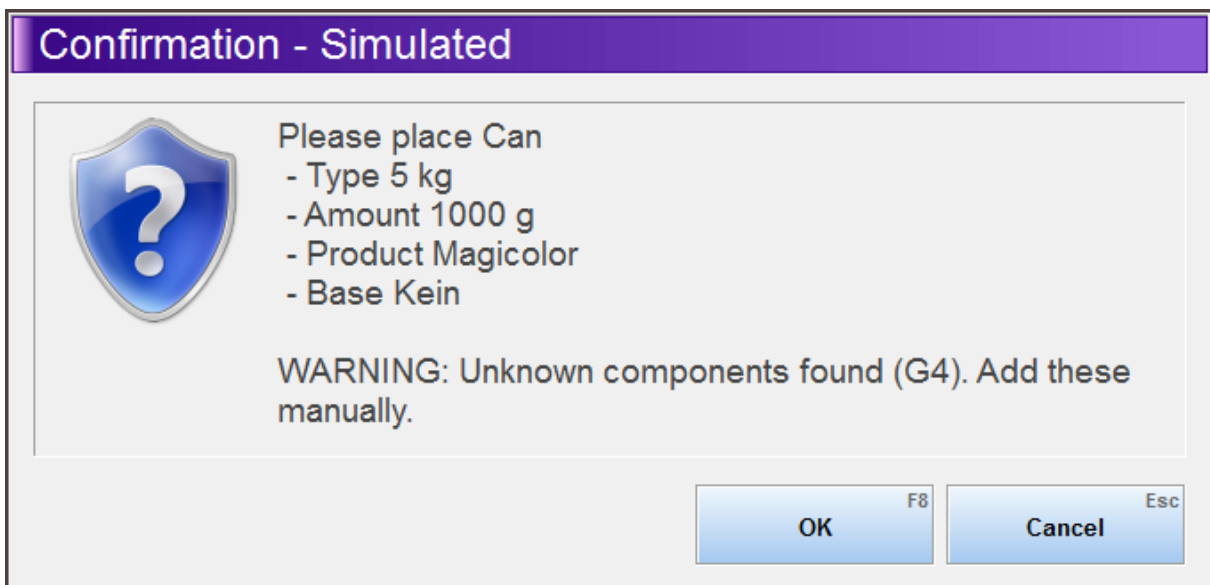 Confirmation - Simulated
Please place Can
- Type 5 kg
- Amount 1000 g
- Product Magicolor
- Base Kein
WARNING: Unknown components found (G4). Add these
manually.
F8
OK
Esc
Cancel